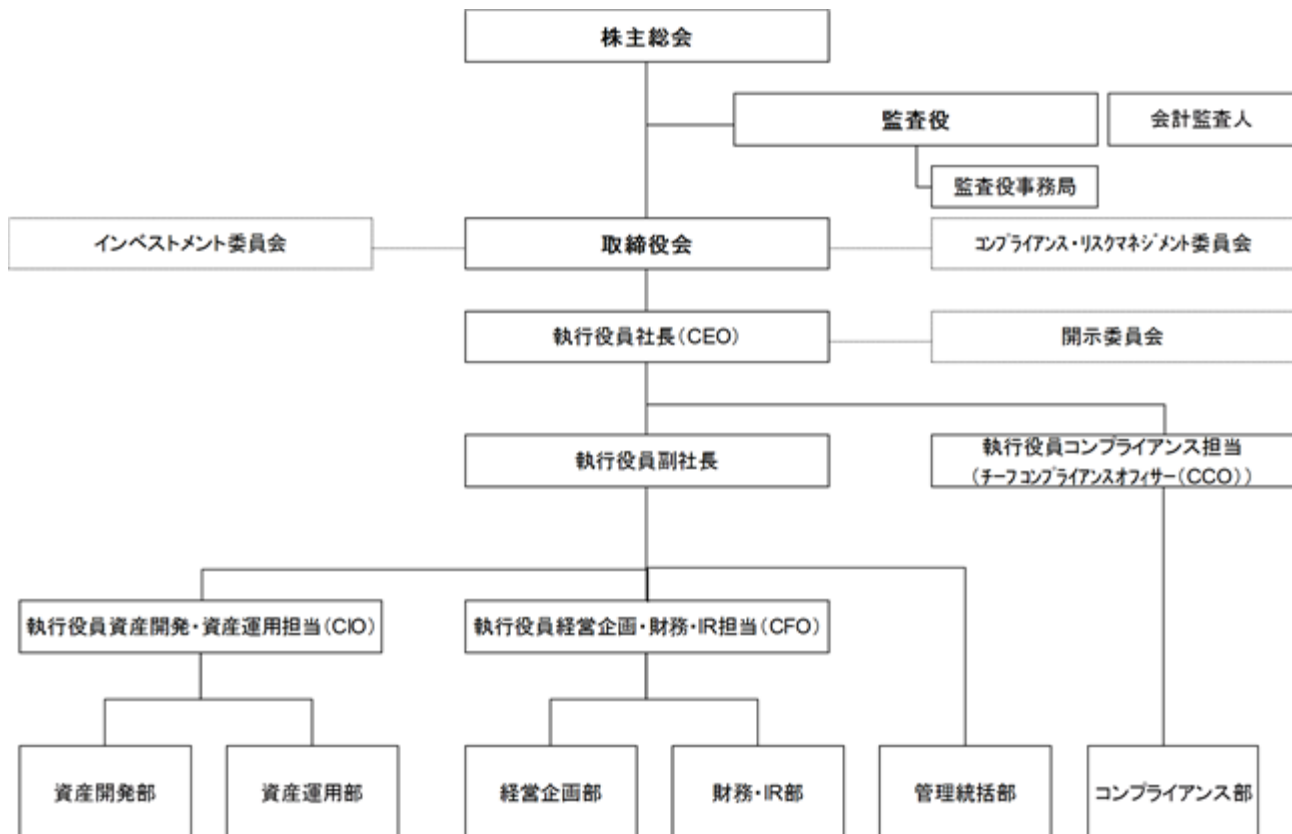 株主総会
監査役
会計監査人
監査役事務局
インベストメント委員会
取締役会
コンプライアンス・リスクマネジメント委員会
執行役員社長(CEO)
開示委員会
執行役員副社長
執行役員コンプライアンス担当
(チーフコンプライアンスオフィサー(CCO))
執行役員資産開発・資産運用担当(CIO)
執行役員経営企画・財務・IR担当(CFO)
資産開発部
資産運用部
経営企画部
財務・IR部
管理統括部
コンプライアンス部